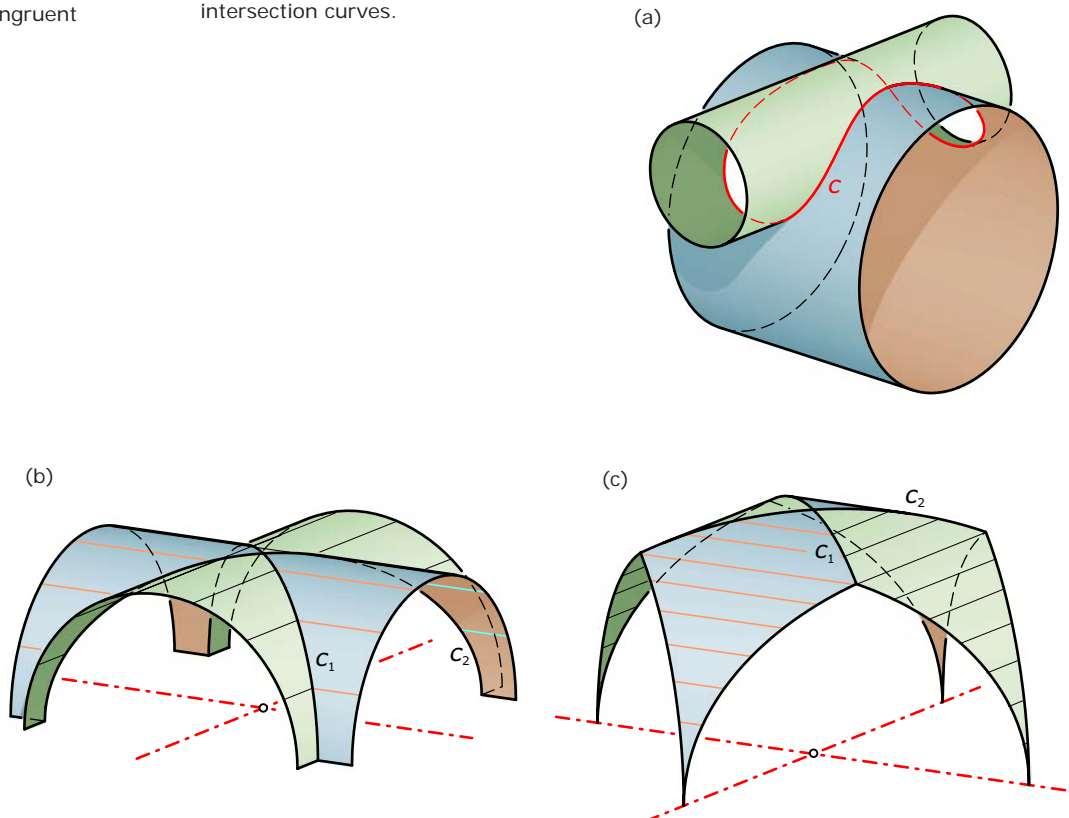 ngruent
intersection curves.
(a)
c
(b)
c₁
c₂
(c)
c₂
c₁